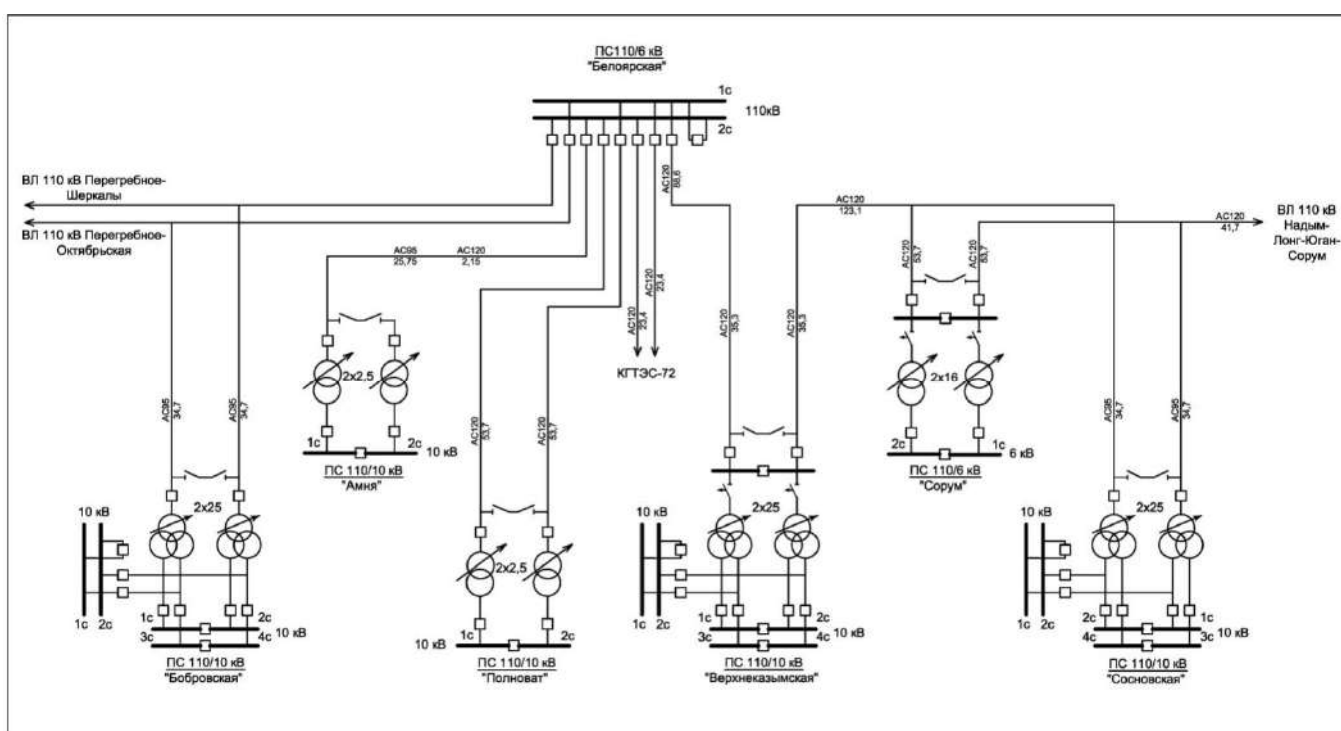 ПС110/6 кВ
"Белоярская"
1с
110кВ
2с
ВЛ 110 кВ Перегребное-
Шеркалы
ВЛ 110 кВ Перегребное-
Октябрьская
АС120
88,6
АС120
123,1
АС120
41,7
ВЛ 110 кВ
Надым-
Лонг-Юган-
Сорум
АС95
25,75
АС120
2,15
АС120
53,7
АС120
53,7
АС120
23,4
АС120
23,4
КГТЭС-72
АС120
35,3
АС120
35,3
2х2,5
2х16
АС95
34,7
АС95
34,7
АС120
53,7
АС120
53,7
АС95
34,7
АС95
34,7
1с
2с
10 кВ
ПС 110/10 кВ
"Амня"
2с
1с
6 кВ
ПС 110/6 кВ
"Сорум"
10 кВ
2х25
1с
2с
1с
2с
3с
4с
10 кВ
ПС 110/10 кВ
"Бобровская"
2х2,5
1с
2с
10 кВ
ПС 110/10 кВ
"Полноват"
10 кВ
2х25
1с
2с
1с
2с
3с
4с
10 кВ
ПС 110/10 кВ
"Верхнеказымская"
10 кВ
2х25
1с
2с
2с
1с
4с
3с
10 кВ
ПС 110/10 кВ
"Сосновская"